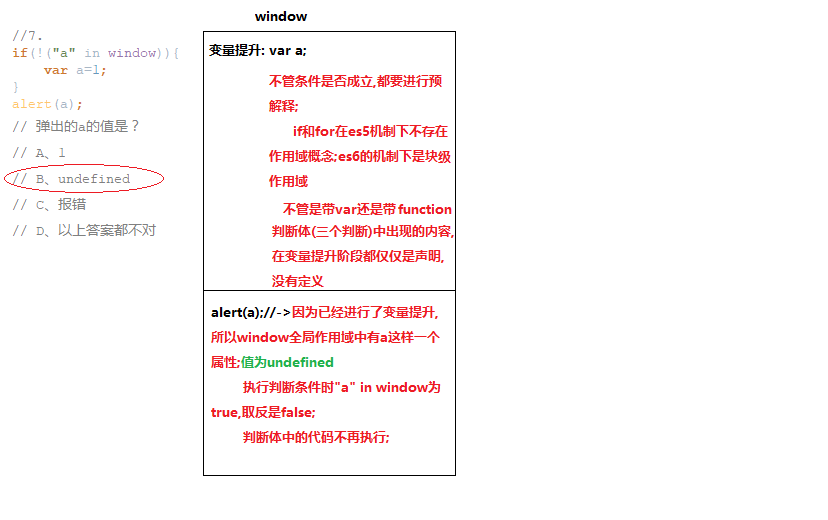 window
//7.
if(!("a" in window)){
    var a=1;
}
alert(a);
// 弹出的a的值是？
// A、1
// B、undefined
// C、报错
// D、以上答案都不对
变量提升: var a;
不管条件是否成立,都要进行预
解释;
if和for在es5机制下不存在
作用域概念;es6的机制下是块级
作用域
不管是带var还是带function
判断体(三个判断)中出现的内容,
在变量提升阶段都仅仅是声明,
没有定义
alert(a);//->因为已经进行了变量提升,
所以window全局作用域中有a这样一个
属性;值为undefined
执行判断条件时"a" in window为
true,取反是false;
判断体中的代码不再执行;